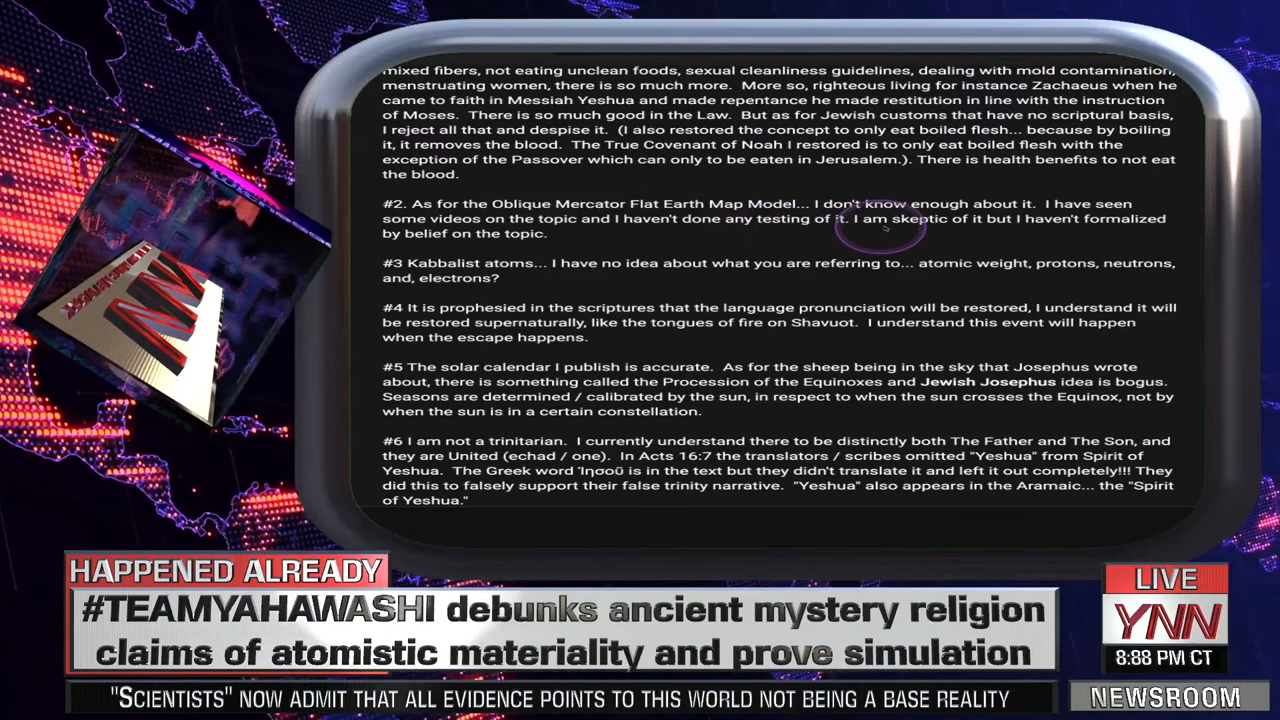 mixed fibers, not eating unclean foods, sexual cleanliness guidelines, dealing with mold contamination,
menstruating women, there is so much more.  More so, righteous living for instance Zachaeus when he
came to faith in Messiah Yeshua and made repentance he made restitution in line with the instruction
of Moses.  There is so much good in the Law.  But as for Jewish customs that have no scriptural basis,
I reject all that and despise it.  (I also restored the concept to only eat boiled flesh... because by boiling
it, it removes the blood.  The True Covenant of Noah I restored is to only eat boiled flesh with the
exception of the Passover which can only to be eaten in Jerusalem.). There is health benefits to not eat
the blood.
#2. As for the Oblique Mercator Flat Earth Map Model... I don't know enough about it.  I have seen
some videos on the topic and I haven't done any testing of it. I am skeptic of it but I haven't formalized
by belief on the topic.
#3 Kabbalist atoms... I have no idea about what you are referring to... atomic weight, protons, neutrons,
and, electrons?
#4 It is prophesied in the scriptures that the language pronunciation will be restored, I understand it will
be restored supernaturally, like the tongues of fire on Shavuot.  I understand this event will happen
when the escape happens.
#5 The solar calendar I publish is accurate.  As for the sheep being in the sky that Josephus wrote
about, there is something called the Procession of the Equinoxes and Jewish Josephus idea is bogus.
Seasons are determined / calibrated by the sun, in respect to when the sun crosses the Equinox, not by
when the sun is in a certain constellation.
#6 I am not a trinitarian.  I currently understand there to be distinctly both The Father and The Son, and
they are United (echad / one).  In Acts 16:7 the translators / scribes omitted "Yeshua" from Spirit of
Yeshua.  The Greek word Ἰησοῦ is in the text but they didn't translate it and left it out completely!!! They
did this to falsely support their false trinity narrative.  "Yeshua" also appears in the Aramaic... the "Spirit
of Yeshua."
HAPPENED ALREADY
#TEAMYAHAWASHI debunks ancient mystery religion
claims of atomistic materiality and prove simulation
LIVE
YNN
8:88 PM CT
"SCIENTISTS" NOW ADMIT THAT ALL EVIDENCE POINTS TO THIS WORLD NOT BEING A BASE REALITY
NEWSROOM